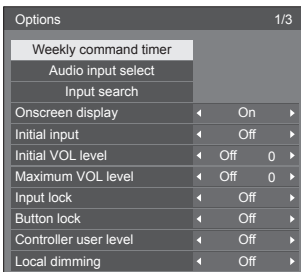 Options 1/3
Weekly command timer
Audio input select
Input search
Onscreen display On
Initial input Off
Initial VOL level Off 0
Maximum VOL level Off 0
Input lock Off
Button lock Off
Controller user level Off
Local dimming Off